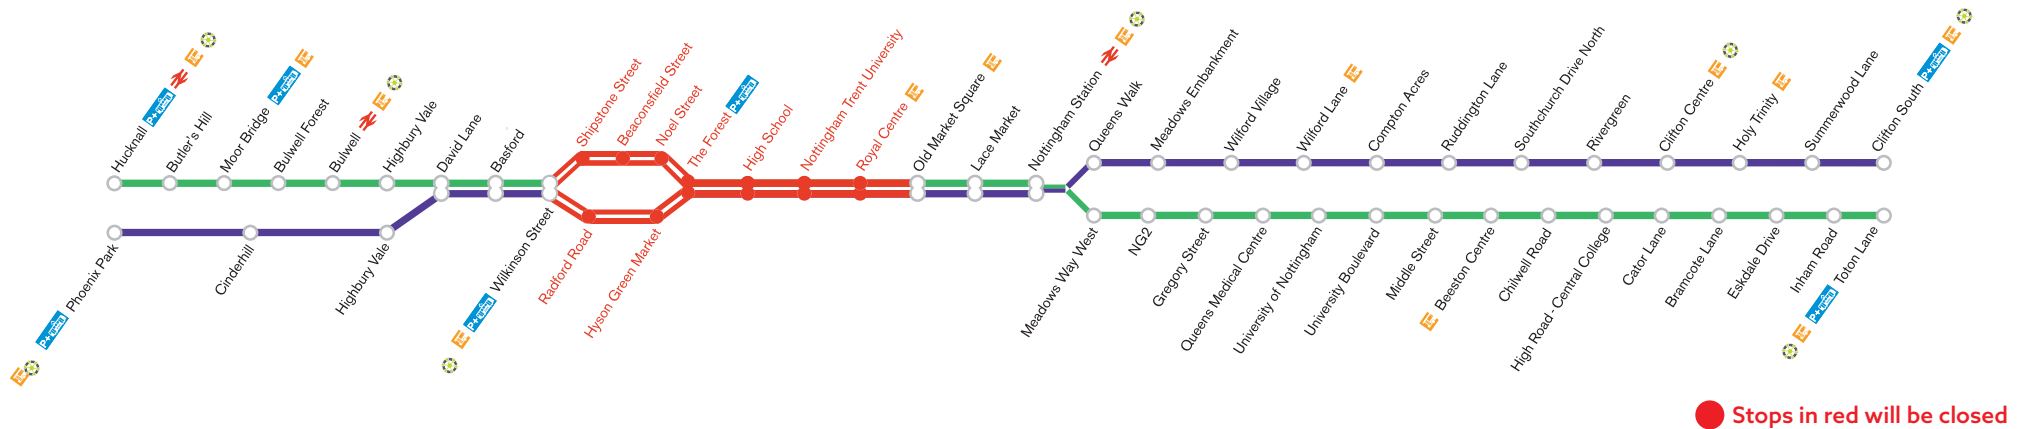 Hucknall
Butler's Hill
Moor Bridge
Bulwell Forest
Bulwell
Highbury Vale
David Lane
Basford
Shipstone Street
Beaconsfield Street
Noel Street
The Forest
High School
Nottingham Trent University
Royal Centre
Old Market Square
Lace Market
Nottingham Station
Queens Walk
Meadows Embankment
Wilford Village
Wilford Lane
Compton Acres
Ruddington Lane
Southchurch Drive North
Rivergreen
Clifton Centre
Holy Trinity
Summerwood Lane
Clifton South
Phoenix Park
Cinderhill
Highbury Vale
Wilkinson Street
Radford Road
Hyson Green Market
Meadows Way West
NG2
Gregory Street
Queens Medical Centre
University of Nottingham
University Boulevard
Middle Street
Beeston Centre
Chilwell Road
High Road - Central College
Cator Lane
Bramcote Lane
Eskdale Drive
Inham Road
Toton Lane
Stops in red will be closed